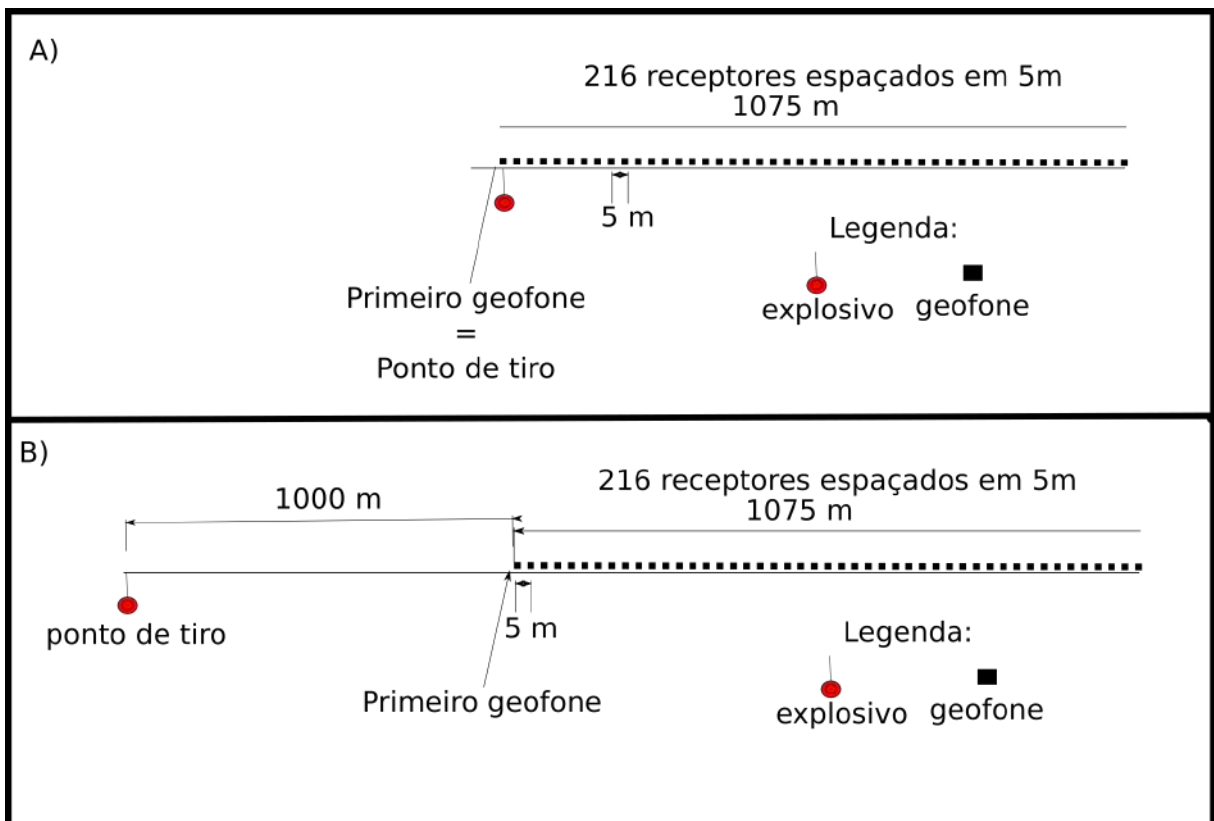 A)
216 receptores espaçados em 5m
1075 m
5 m
Legenda:
Primeiro geofone
=
Ponto de tiro
explosivo
geofone
B)
216 receptores espaçados em 5m
1000 m
1075 m
ponto de tiro
5 m
Legenda:
Primeiro geofone
explosivo
geofone